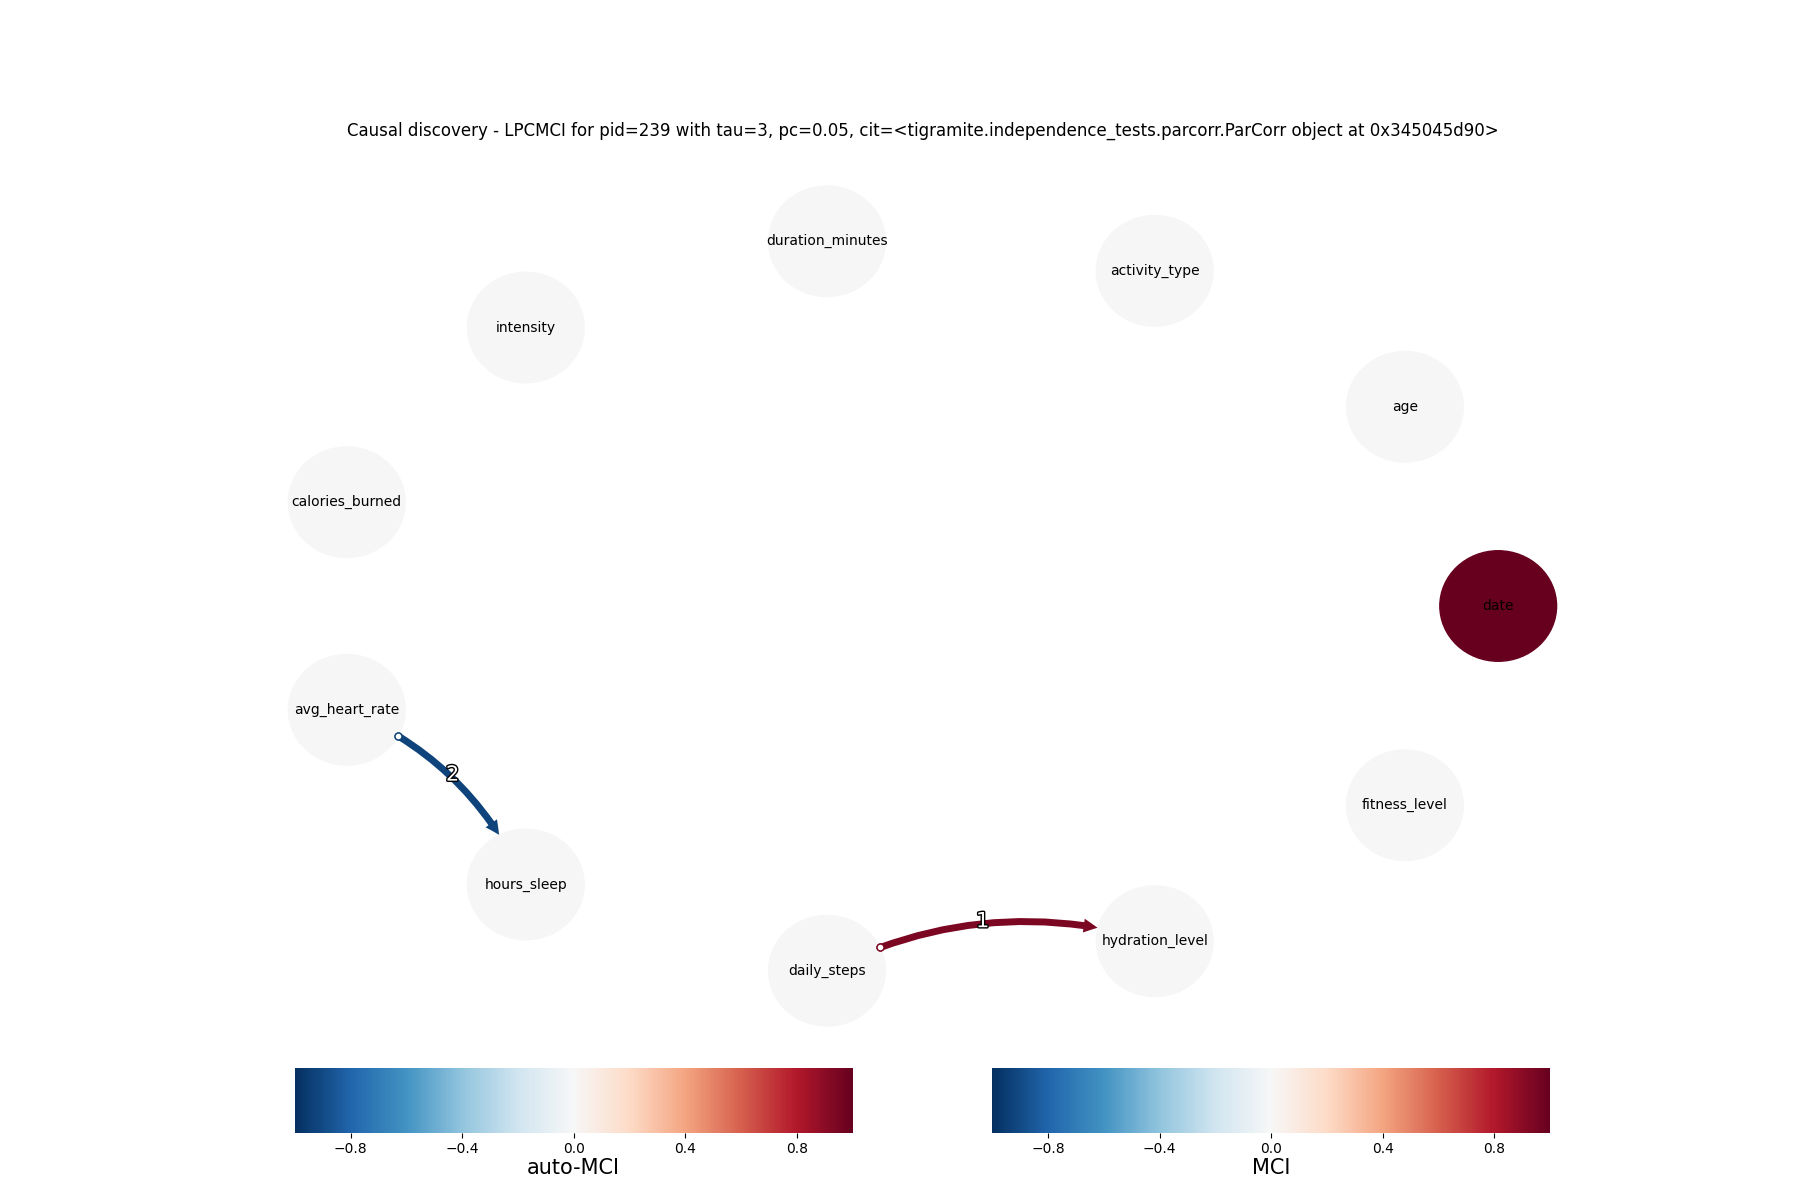 Causal discovery - LPCMCI for pid=239 with tau=3, pc=0.05, cit=<tigramite.independence_tests.parcorr.ParCorr object at 0x345045d90>
duration_minutes
activity_type
intensity
age
calories_burned
date
avg_heart_rate
2
fitness_level
hours_sleep
1
hydration_level
daily_steps
−0.8 −0.4 0.0 0.4 0.8
auto-MCI
−0.8 −0.4 0.0 0.4 0.8
MCI